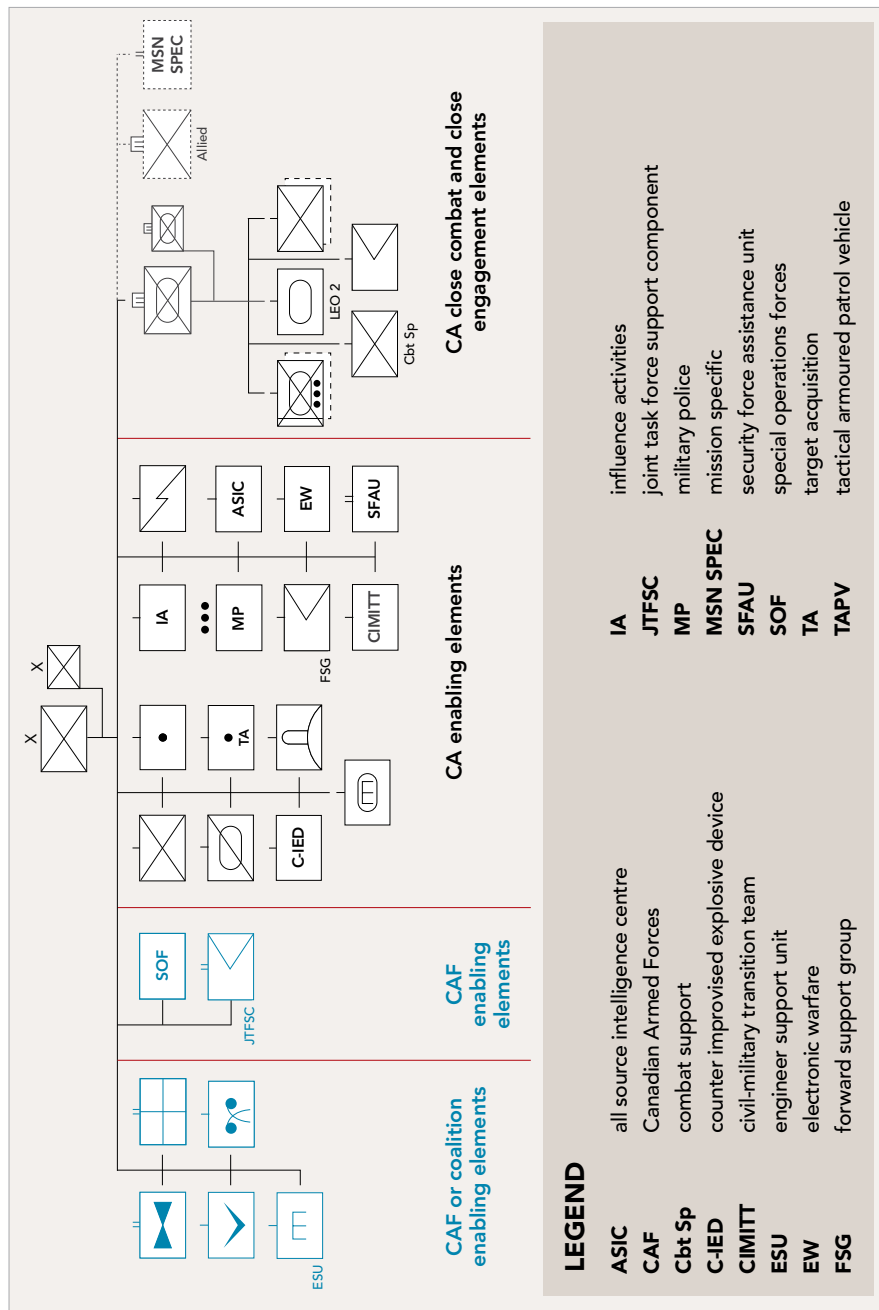 X
X
SOF
JTFSC
ESU
CAF or coalition
enabling elements
CAF
enabling
elements
TA
C-IED
IA
MP
FSG
CIMITT
ASIC
EW
SFAU
CA enabling elements
MSN
SPEC
Allied
LEO 2
Cbt Sp
CA close combat and close
engagement elements
LEGEND
ASIC all source intelligence centre
CAF Canadian Armed Forces
Cbt Sp combat support
C-IED counter improvised explosive device
CIMITT civil-military transition team
ESU engineer support unit
EW electronic warfare
FSG forward support group
IA influence activities
JTFSC joint task force support component
MP military police
MSN SPEC mission specific
SFAU security force assistance unit
SOF special operations forces
TA target acquisition
TAPV tactical armoured patrol vehicle